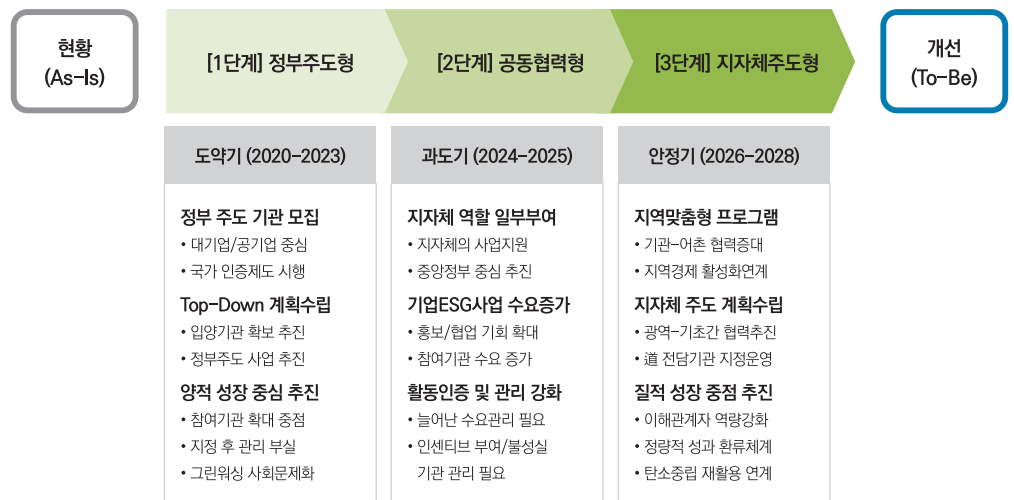 현황
(As-Is)
[1단계] 정부주도형
[2단계] 공동협력형
[3단계] 지자체주도형
개선
(To-Be)
도약기 (2020-2023)
정부 주도 기관 모집
• 대기업/공기업 중심
• 국가 인증제도 시행
Top-Down 계획수립
• 입양기관 확보 추진
• 정부주도 사업 추진
양적 성장 중심 추진
• 참여기관 확대 중점
• 지정 후 관리 부실
• 그린워싱 사회문제화
과도기 (2024-2025)
지자체 역할 일부부여
• 지자체의 사업지원
• 중앙정부 중심 추진
기업ESG사업 수요증가
• 홍보/협업 기회 확대
• 참여기관 수요 증가
활동인증 및 관리 강화
• 늘어난 수요관리 필요
• 인센티브 부여/불성실
기관 관리 필요
안정기 (2026-2028)
지역맞춤형 프로그램
• 기관-어촌 협력증대
• 지역경제 활성화연계
지자체 주도 계획수립
• 광역-기초간 협력추진
• 道 전담기관 지정운영
질적 성장 중점 추진
• 이해관계자 역량강화
• 정량적 성과 환류체계
• 탄소중립 재활용 연계